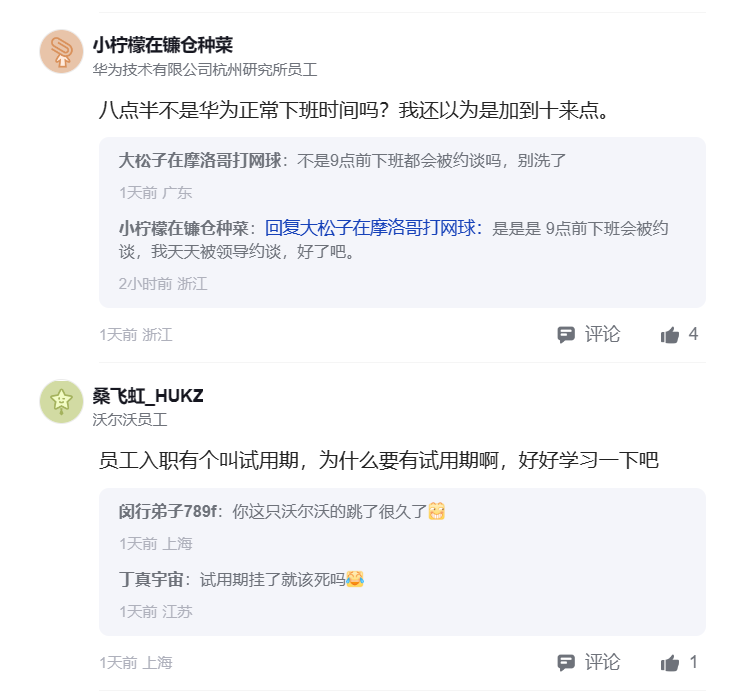 小柠檬在镰仓种菜
华为技术有限公司杭州研究所员工
八点半不是华为正常下班时间吗？我还以为是加到十来点。
大松子在摩洛哥打网球：不是9点前下班都会被约谈吗，别洗了
1天前 广东
小柠檬在镰仓种菜：回复大松子在摩洛哥打网球：是是是 9点前下班会被约
谈，我天天被领导约谈，好了吧。
2小时前 浙江
1天前 浙江 评论 4
桑飞虹_HUKZ
沃尔沃员工
员工入职有个叫试用期，为什么要有试用期啊，好好学习一下吧
闵行弟子789f：你这只沃尔沃的跳了很久了
1天前 上海
丁真宇宙：试用期挂了就该死吗
1天前 江苏
1天前 上海 评论 1